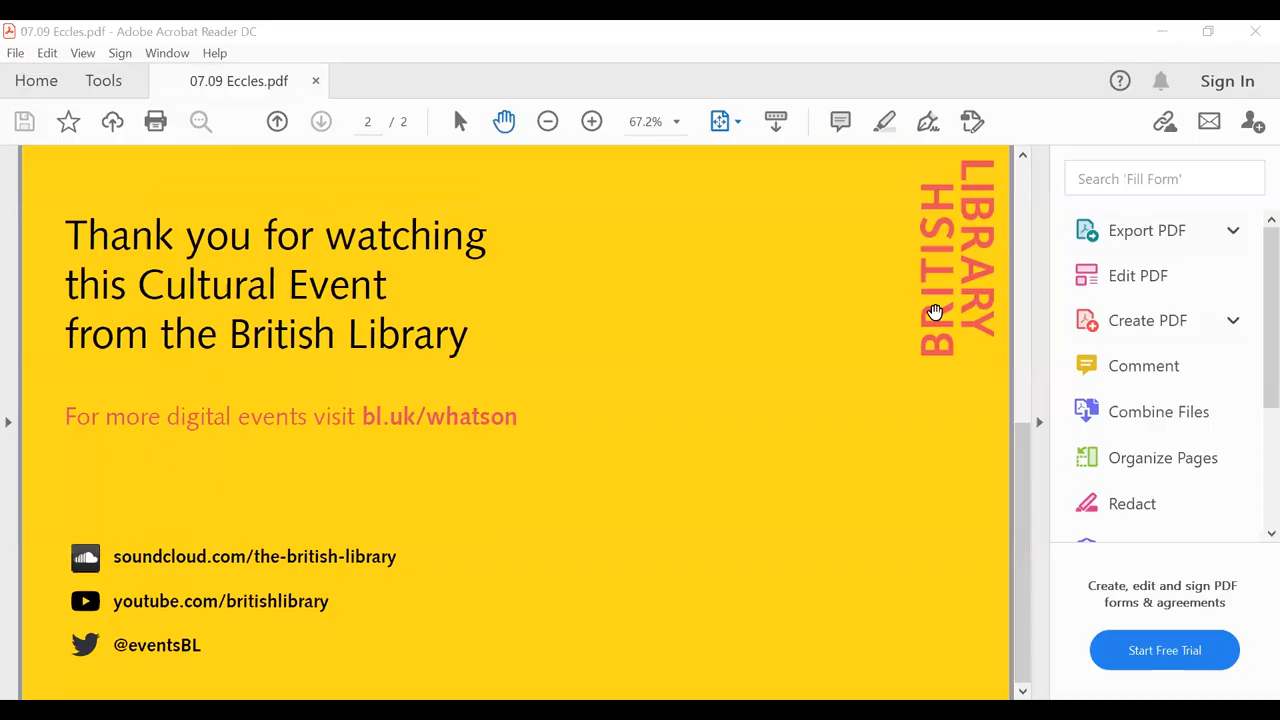 07.09 Eccles.pdf - Adobe Acrobat Reader DC
File Edit View Sign Window Help
Home Tools 07.09 Eccles.pdf × Sign In
2 / 2 67.2%
Thank you for watching
this Cultural Event
from the British Library
For more digital events visit bl.uk/whatson
soundcloud.com/the-british-library
youtube.com/britishlibrary
@eventsBL
BRITISH
LIBRARY
Search 'Fill Form'
Export PDF
Edit PDF
Create PDF
Comment
Combine Files
Organize Pages
Redact
Create, edit and sign PDF
forms & agreements
Start Free Trial